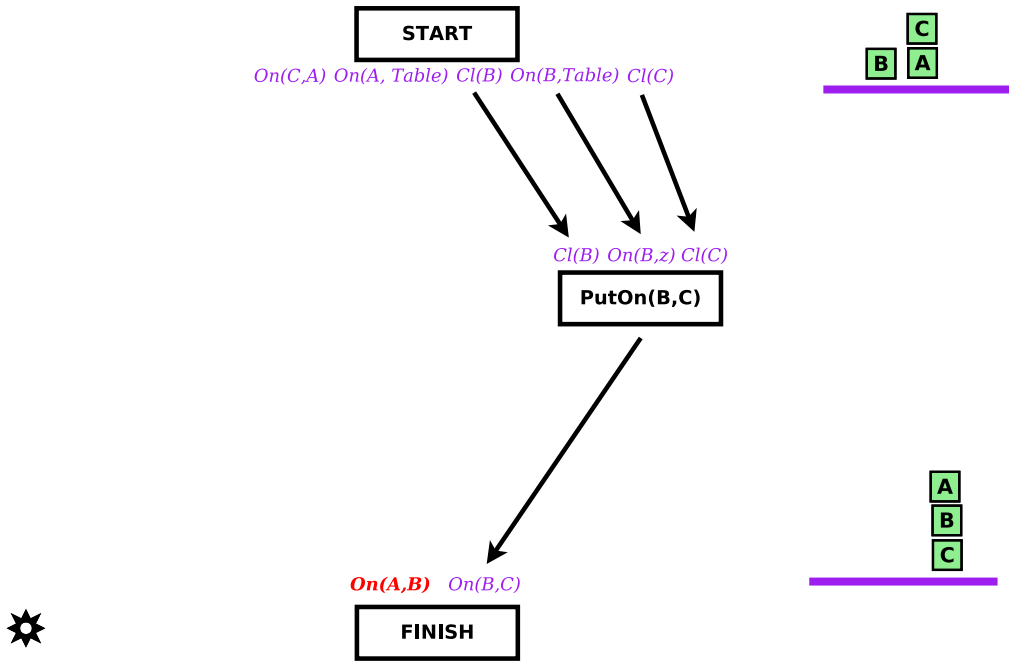 START
C
B A
On(C,A) On(A, Table) Cl(B) On(B,Table) Cl(C)
Cl(B) On(B,z) Cl(C)
PutOn(B,C)
A
B
C
On(A,B) On(B,C)
FINISH